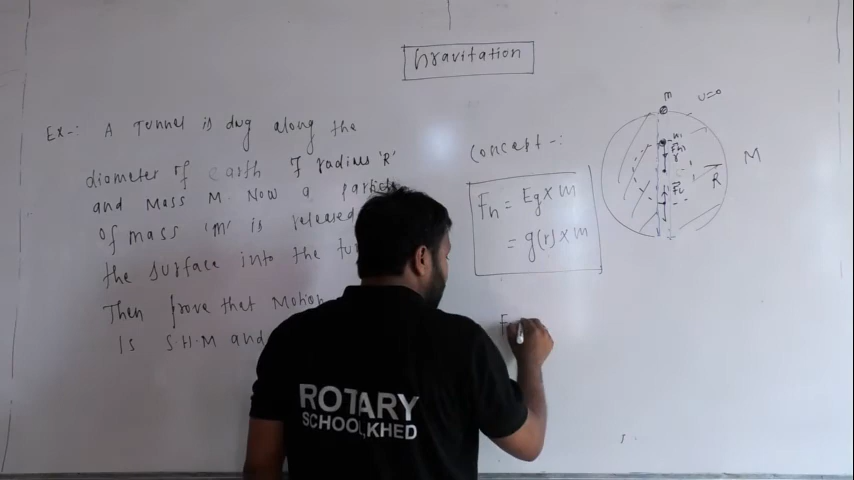 Gravitation
Ex-: A Tunnel is dug along the
diameter of earth of radius 'R'
and Mass M. Now a particle
of mass 'm' is released
the surface into the
Then prove that Motion
Is S.H.M and
Concept-:
Fn = Eg x m
= g(r) x m
F
m
u=0
M
R
ROTARY
SCHOOL,KHED